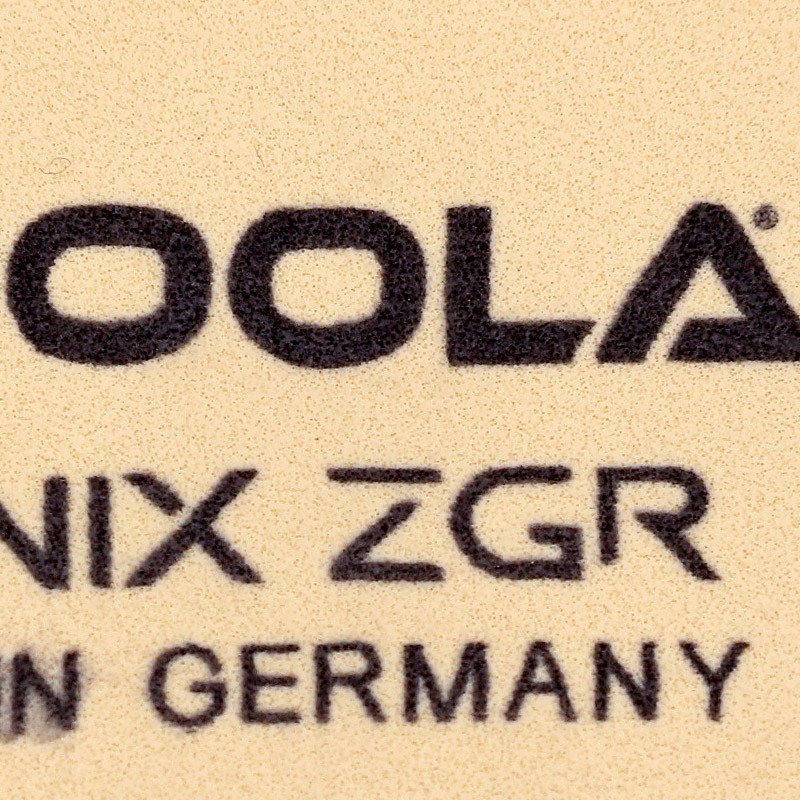 OOLA®
NIX ZGR
IN GERMANY